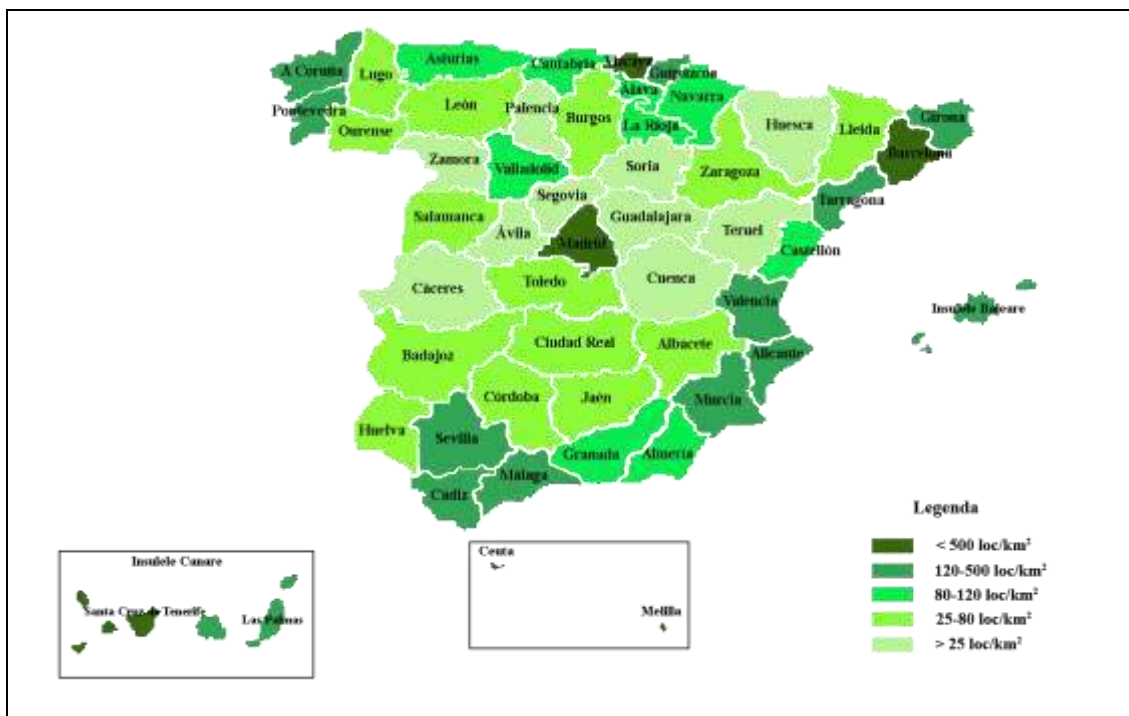 A Coruña
Lugo
Asturias
Cantabria
Vizcaya
Guipúzcoa
Pontevedra
Ourense
León
Palencia
Burgos
Álava
Navarra
La Rioja
Huesca
Lleida
Girona
Barcelona
Zamora
Valladolid
Soria
Zaragoza
Tarragona
Segovia
Salamanca
Ávila
Madrid
Guadalajara
Teruel
Castellón
Cáceres
Toledo
Cuenca
Valencia
Insulele Baleare
Badajoz
Ciudad Real
Albacete
Alicante
Huelva
Córdoba
Jaén
Murcia
Sevilla
Granada
Almería
Cádiz
Málaga
Legenda
< 500 loc/km²
120-500 loc/km²
80-120 loc/km²
25-80 loc/km²
> 25 loc/km²
Insulele Canare
Santa Cruz de Tenerife
Las Palmas
Ceuta
Melilla